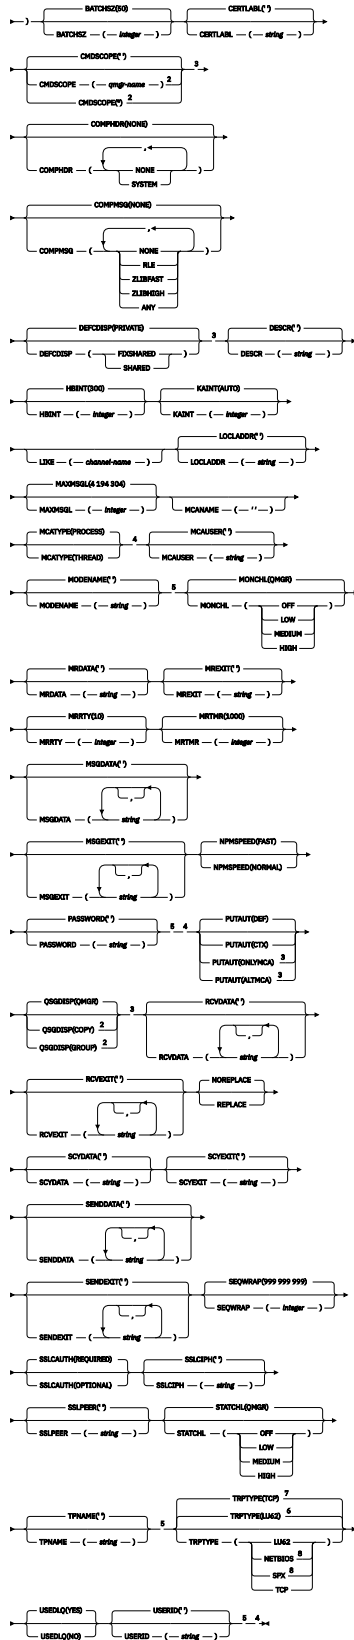 ) BATCHSZ(50) CERTLABL(' ')
BATCHSZ ( integer ) CERTLABL ( string )
CMDSCOPE(' ') 3
CMDSCOPE ( qmgr-name ) 2
CMDSCOPE(*) 2
COMPHDR(NONE)
,
COMPHDR ( NONE )
SYSTEM
COMPMSG(NONE)
,
COMPMSG ( NONE )
RLE
ZLIBFAST
ZLIBHIGH
ANY
DEFCDISP(PRIVATE) 3 DESCR(' ')
DEFCDISP ( FIXSHARED ) DESCR ( string )
SHARED
HBINT(300) KAINT(AUTO)
HBINT ( integer ) KAINT ( integer )
LOCLADDR(' ')
LIKE ( channel-name ) LOCLADDR ( string )
MAXMSGL(4 194 304)
MAXMSGL ( integer ) MCANAME ( ' ' )
MCATYPE(PROCESS) 4 MCAUSER(' ')
MCATYPE(THREAD) MCAUSER ( string )
MODENAME(' ') 5 MONCHL(QMGR)
MODENAME ( string ) MONCHL ( OFF )
LOW
MEDIUM
HIGH
MRDATA(' ') MREXIT(' ')
MRDATA ( string ) MREXIT ( string )
MRRTY(10) MRTMR(1000)
MRRTY ( integer ) MRTMR ( integer )
MSGDATA(' ')
,
MSGDATA ( string )
MSGEXIT(' ') NPMSPEED(FAST)
, NPMSPEED(NORMAL)
MSGEXIT ( string )
PASSWORD(' ') 5 4 PUTAUT(DEF)
PASSWORD ( string ) PUTAUT(CTX)
PUTAUT(ONLYMCA) 3
PUTAUT(ALTMCA) 3
QSGDISP(QMGR) 3 RCVDATA(' ')
QSGDISP(COPY) 2 ,
QSGDISP(GROUP) 2 RCVDATA ( string )
RCVEXIT(' ') NOREPLACE
, REPLACE
RCVEXIT ( string )
SCYDATA(' ') SCYEXIT(' ')
SCYDATA ( string ) SCYEXIT ( string )
SENDDATA(' ')
,
SENDDATA ( string )
SENDEXIT(' ') SEQWRAP(999 999 999)
, SEQWRAP ( integer )
SENDEXIT ( string )
SSLCAUTH(REQUIRED) SSLCIPH(' ')
SSLCAUTH(OPTIONAL) SSLCIPH ( string )
SSLPEER(' ') STATCHL(QMGR)
SSLPEER ( string ) STATCHL ( OFF )
LOW
MEDIUM
HIGH
TRPTYPE(TCP) 7
TPNAME(' ') 5 TRPTYPE(LU62) 6
TPNAME ( string ) TRPTYPE ( LU62 )
NETBIOS 8
SPX 8
TCP
USEDLQ(YES) USERID(' ') 5 4
USEDLQ(NO) USERID ( string )